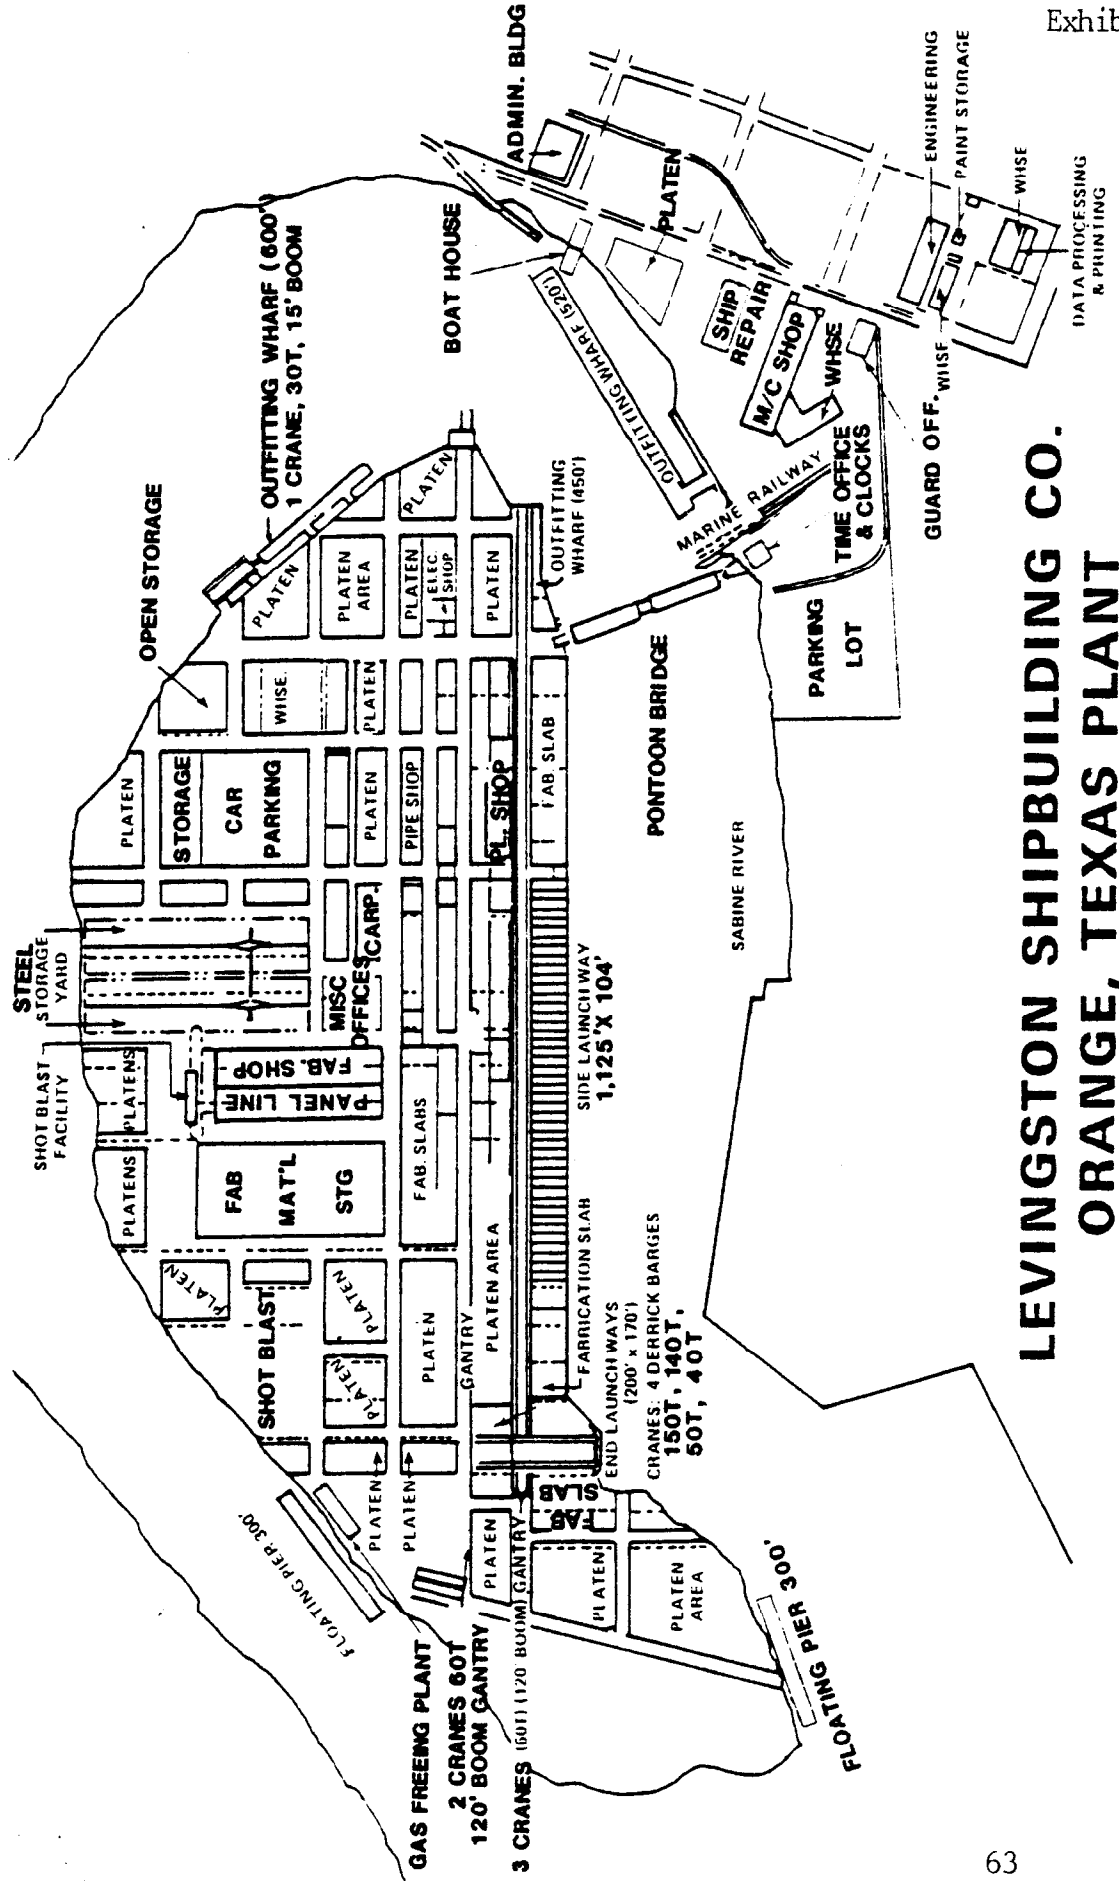 Exhib
STEEL
STORAGE
YARD
SHOT BLAST
FACILITY
OPEN STORAGE
OUTFITTING WHARF (600')
1 CRANE, 30T, 15' BOOM
BOAT HOUSE
ADMIN. BLDG
PLATEN
OUTFITTING WHARF (520')
SHIP
REPAIR
M/C SHOP
WHSE
TIME OFFICE
& CLOCKS
GUARD OFF.
WHSE
ENGINEERING
PAINT STORAGE
WHSE
DATA PROCESSING
& PRINTING
MARINE RAILWAY
PARKING
LOT
PONTOON BRIDGE
SABINE RIVER
OUTFITTING
WHARF (450')
PLATEN
PLATEN
PLATEN
AREA
PLATEN
ELEC.
SHOP
PLATEN
WHSE.
PLATEN
FAB. SLAB
PLATEN
STORAGE
CAR
PARKING
PLATEN
PIPE SHOP
PL. SHOP
MISC
OFFICES
CARP.
PLATENS
TAB. SHOP
PANEL LINE
FAB. SLABS
SIDE LAUNCH WAY
1,125'X 104'
PLATENS
FAB
MAT'L
STG
PLATEN
SHOT BLAST
PLATEN
PLATEN
PLATEN
GANTRY
PLATEN AREA
FABRICATION SLAB
END LAUNCH WAYS
(200' x 170')
CRANES: 4 DERRICK BARGES
150T, 140T,
50T, 40T
FLOATING PIER 300'
PLATEN
PLATEN
PLATEN
FAB
SLAB
PLATEN
PLATEN
AREA
GAS FREEING PLANT
2 CRANES 60T
120' BOOM GANTRY
3 CRANES (60T) (120' BOOM) GANTRY
FLOATING PIER 300'
LEVINGSTON SHIPBUILDING CO.
ORANGE, TEXAS PLANT
63